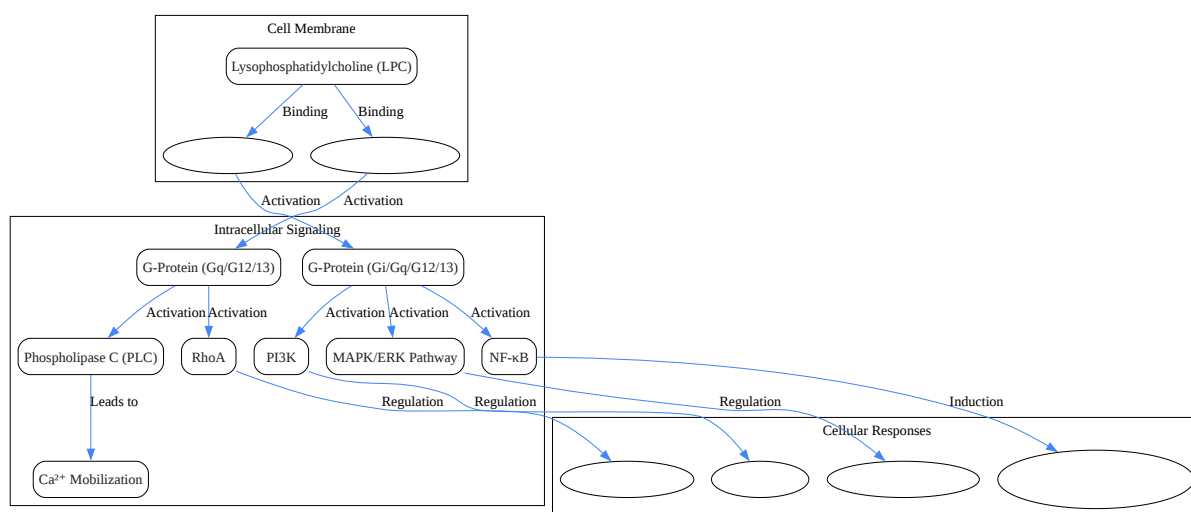 Cell Membrane
Lysophosphatidylcholine (LPC)
Binding
Binding
Activation
Activation
Intracellular Signaling
G-Protein (Gq/G12/13)
G-Protein (Gi/Gq/G12/13)
Activation
Activation
Activation
Activation
Activation
Phospholipase C (PLC)
RhoA
PI3K
MAPK/ERK Pathway
NF-κB
Leads to
Regulation
Regulation
Regulation
Induction
Cellular Responses
Ca²⁺ Mobilization